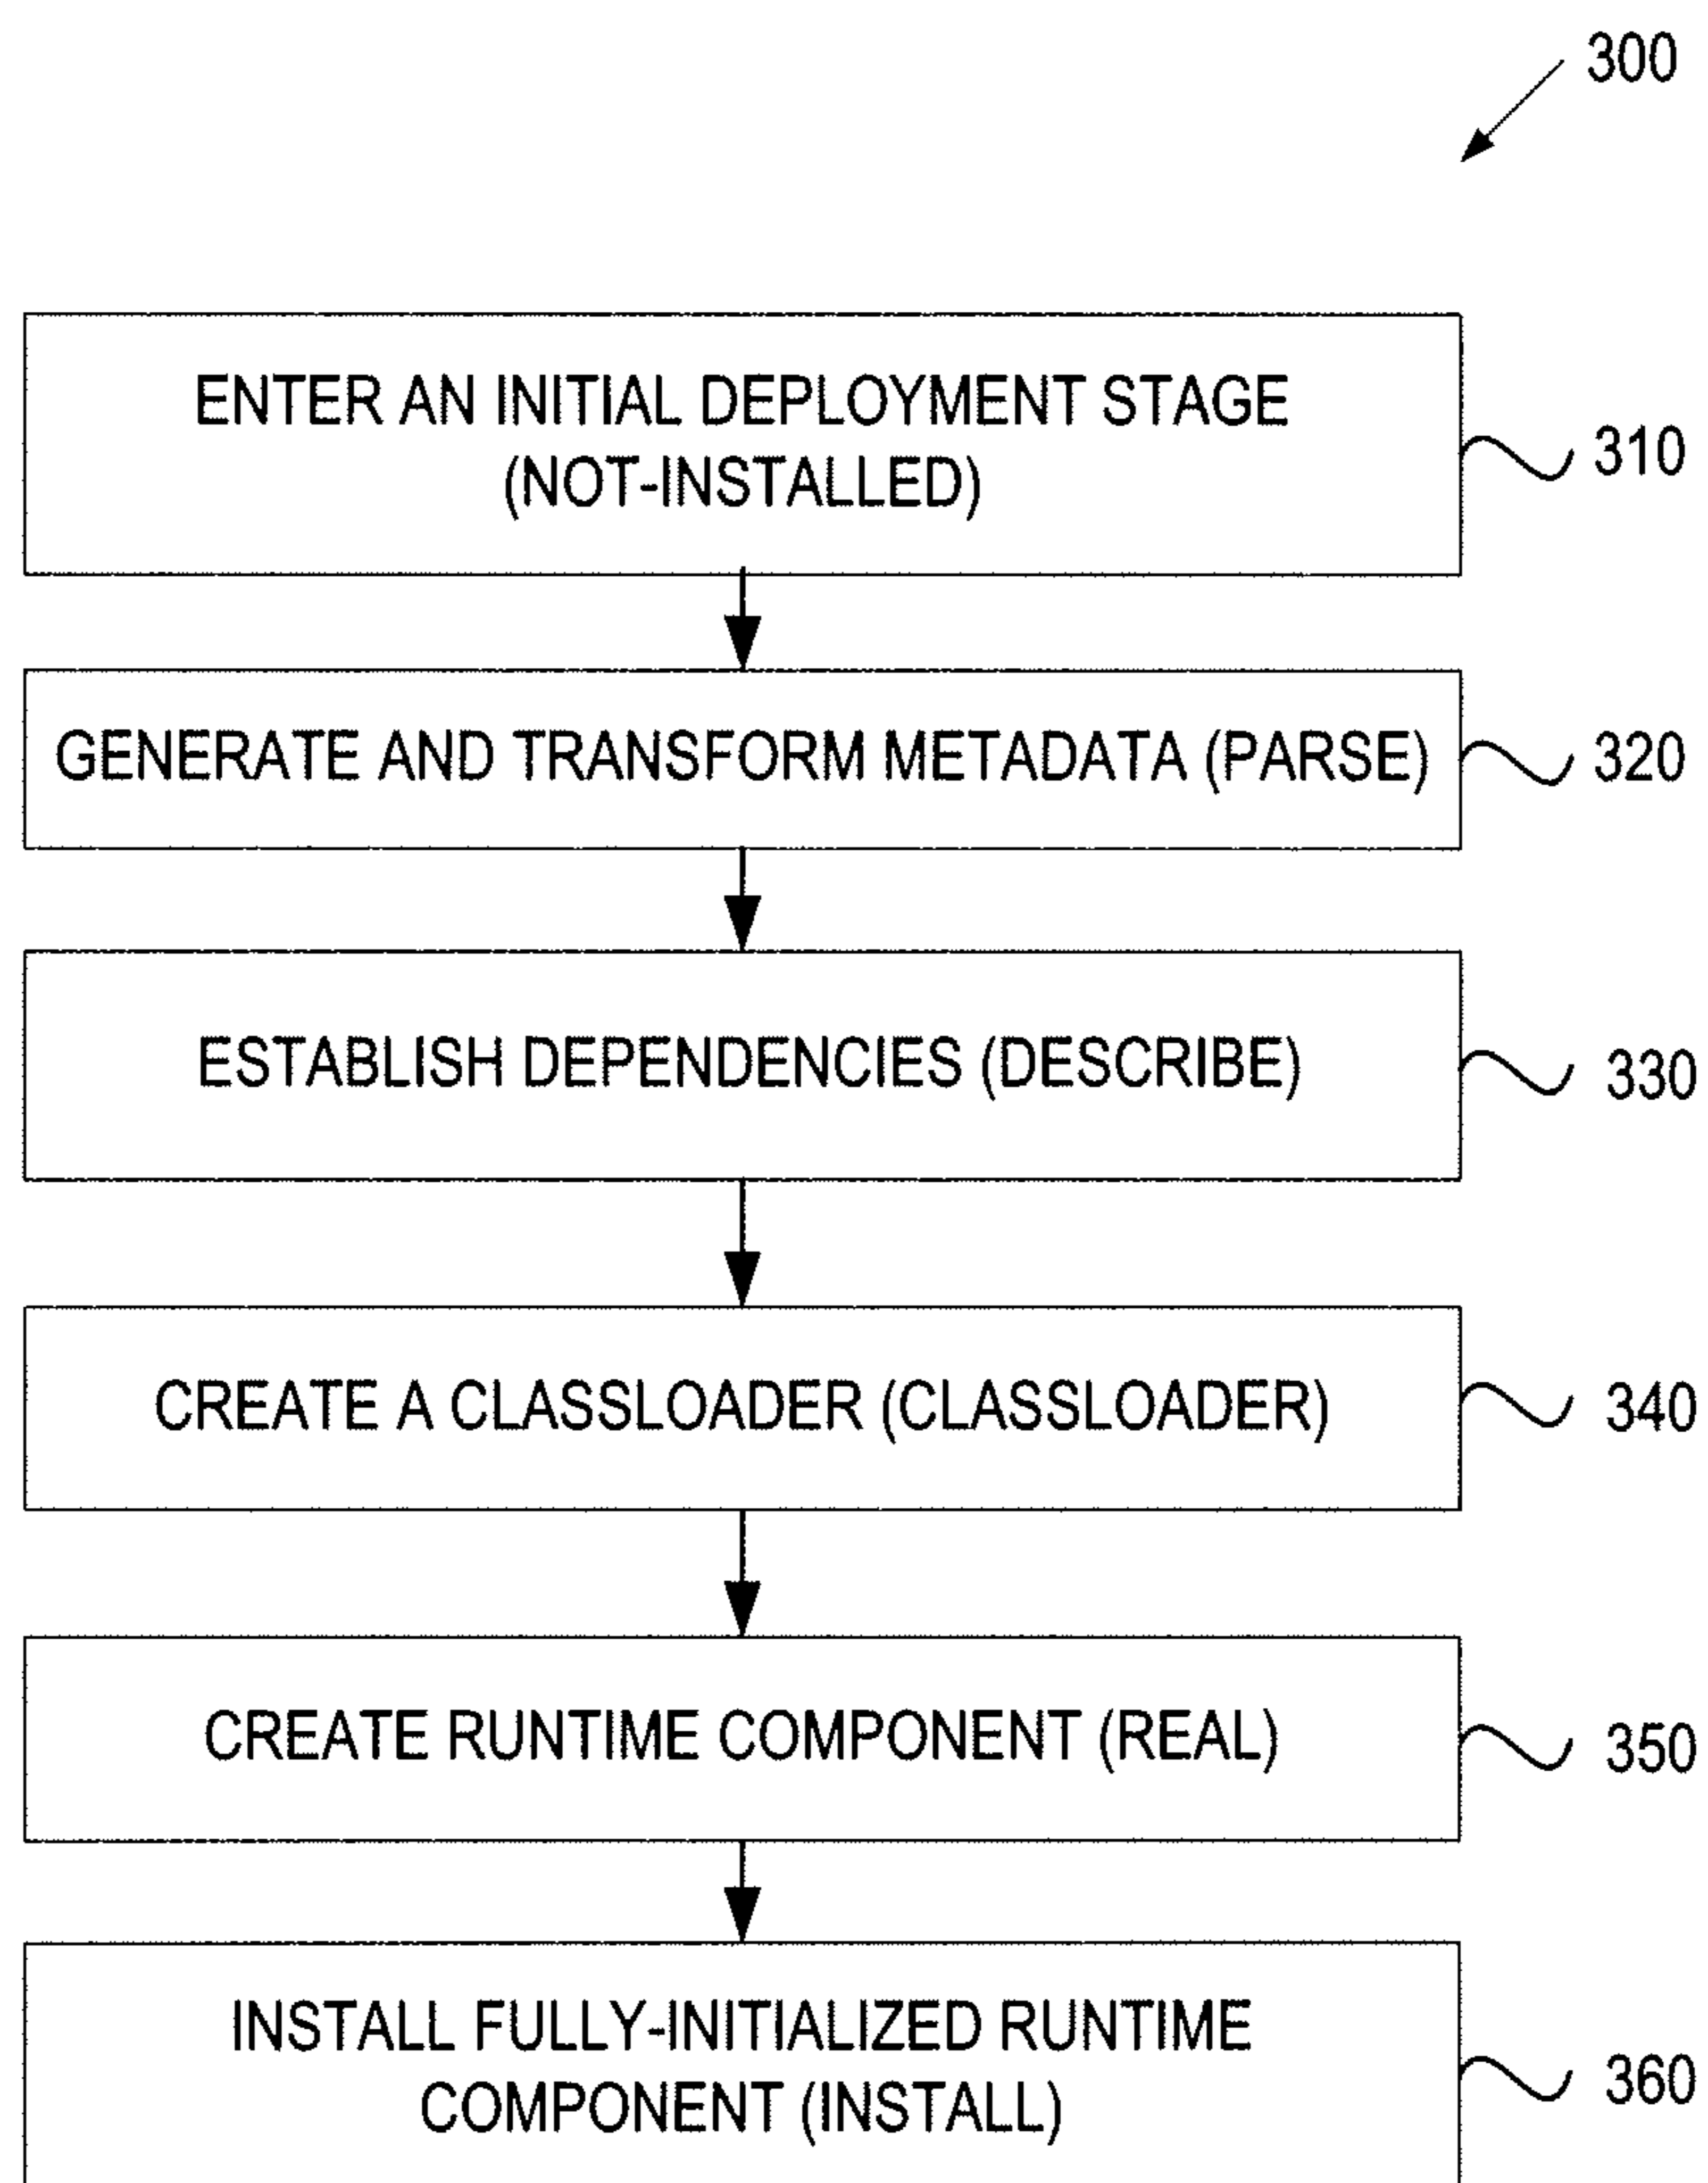 300
ENTER AN INITIAL DEPLOYMENT STAGE
(NOT-INSTALLED)
310
GENERATE AND TRANSFORM METADATA (PARSE)
320
ESTABLISH DEPENDENCIES (DESCRIBE)
330
CREATE A CLASSLOADER (CLASSLOADER)
340
CREATE RUNTIME COMPONENT (REAL)
350
INSTALL FULLY-INITIALIZED RUNTIME
COMPONENT (INSTALL)
360